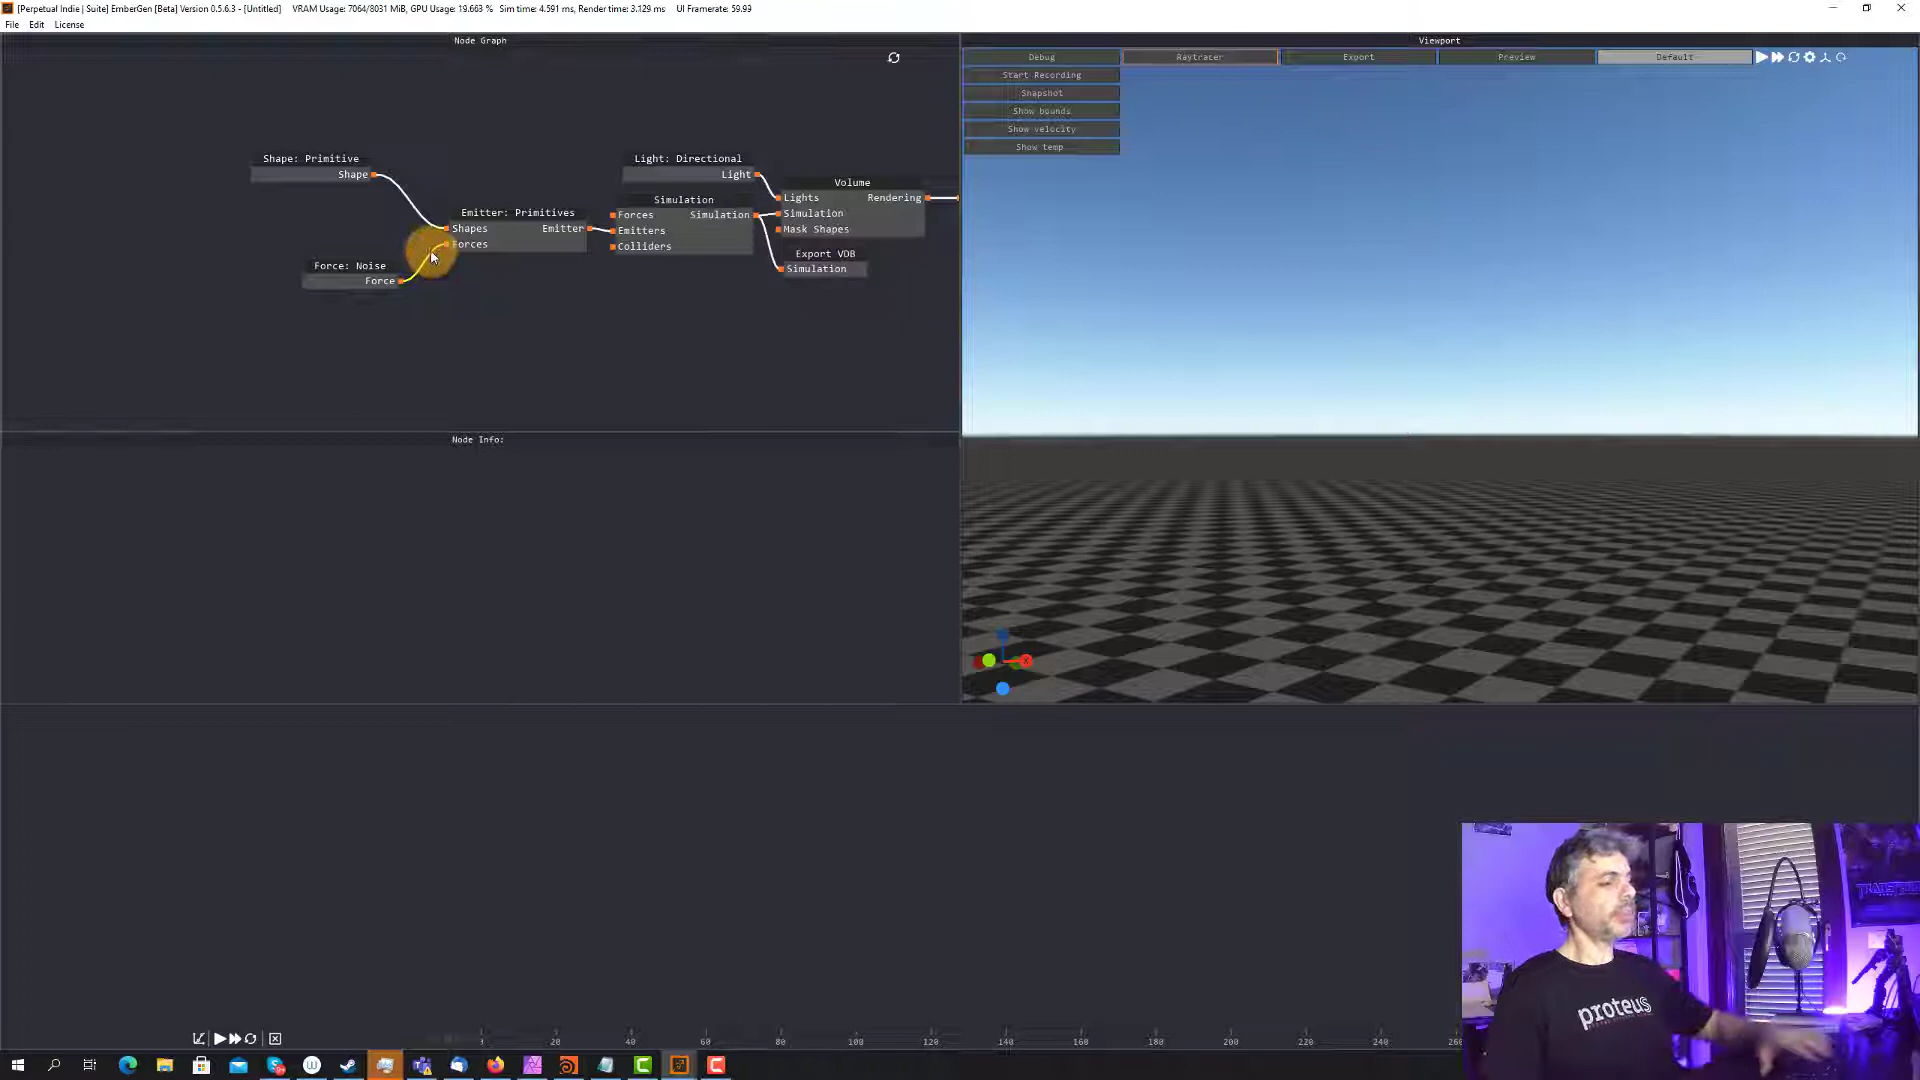 [Perpetual Indie | Suite] EmberGen [Beta] Version 0.5.6.3 - [Untitled] VRAM Usage: 7064/8031 MiB, GPU Usage: 19.663 % Sim time: 4.591 ms, Render time: 3.129 ms UI Framerate: 59.99
File Edit License
Node Graph
Shape: Primitive
Shape
Force: Noise
Force
Emitter: Primitives
Shapes Emitter
Forces
Light: Directional
Light
Simulation
Forces Simulation
Emitters
Colliders
Volume
Lights Rendering
Simulation
Mask Shapes
Export VDB
Simulation
Node Info:
Viewport
Debug Raytracer Export Preview Default
Start Recording
Snapshot
Show bounds
Show velocity
Show temp
X
proteus
20 40 60 80 100 120 140 160 180 200 220 240